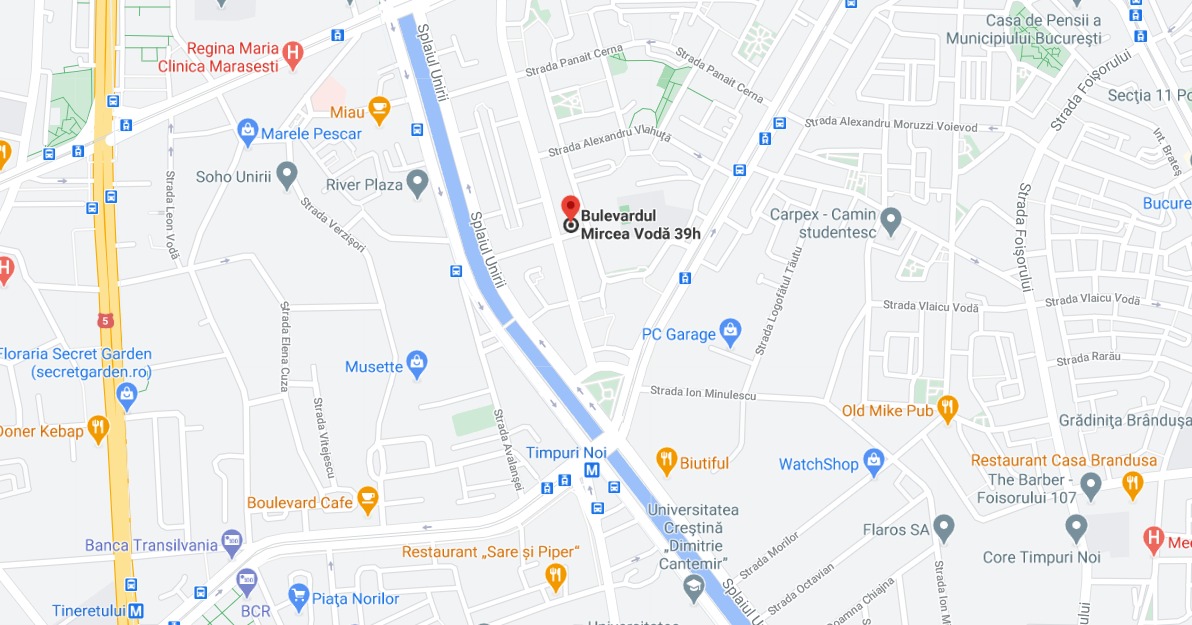 Casa de Pensii a
Municipiului București
Splaiul Unirii
Regina Maria
Clinica Marasesti
Strada Panait Cerna
Strada Panait Cerna
Strada Foișorului
Secția 11 Po
Miau
Marele Pescar
Strada Alexandru Vlahuță
Strada Alexandru Moruzzi Voievod
Int. Brateș
Soho Unirii
River Plaza
Strada Leon Vodă
Strada Verzișori
Splaiul Unirii
Bulevardul
Mircea Vodă 39h
Carpex - Camin
studentesc
Strada Foișorului
Bucure
Strada Logofătul Tăutu
Strada Vlaicu Vodă
Strada Vlaicu Vodă
5
Strada Elena Cuza
PC Garage
Floraria Secret Garden
(secretgarden.ro)
Musette
Strada Rarău
Strada Vitejescu
Strada Avalanșei
Strada Ion Minulescu
Old Mike Pub
Grădinița Brândușa
Doner Kebap
Timpuri Noi
M
Biutiful
WatchShop
Restaurant Casa Brandusa
The Barber -
Foisorului 107
Boulevard Cafe
Universitatea
Creștină
„Dimitrie
Cantemir”
Flaros SA
Core Timpuri Noi
Med
Banca Transilvania
Restaurant „Sare și Piper“
Strada Morilor
Strada Octavian
Doamna Chiajna
Strada Ion Mi
BCR
Piața Norilor
Tineretului M
Splaiul U
Universitatea